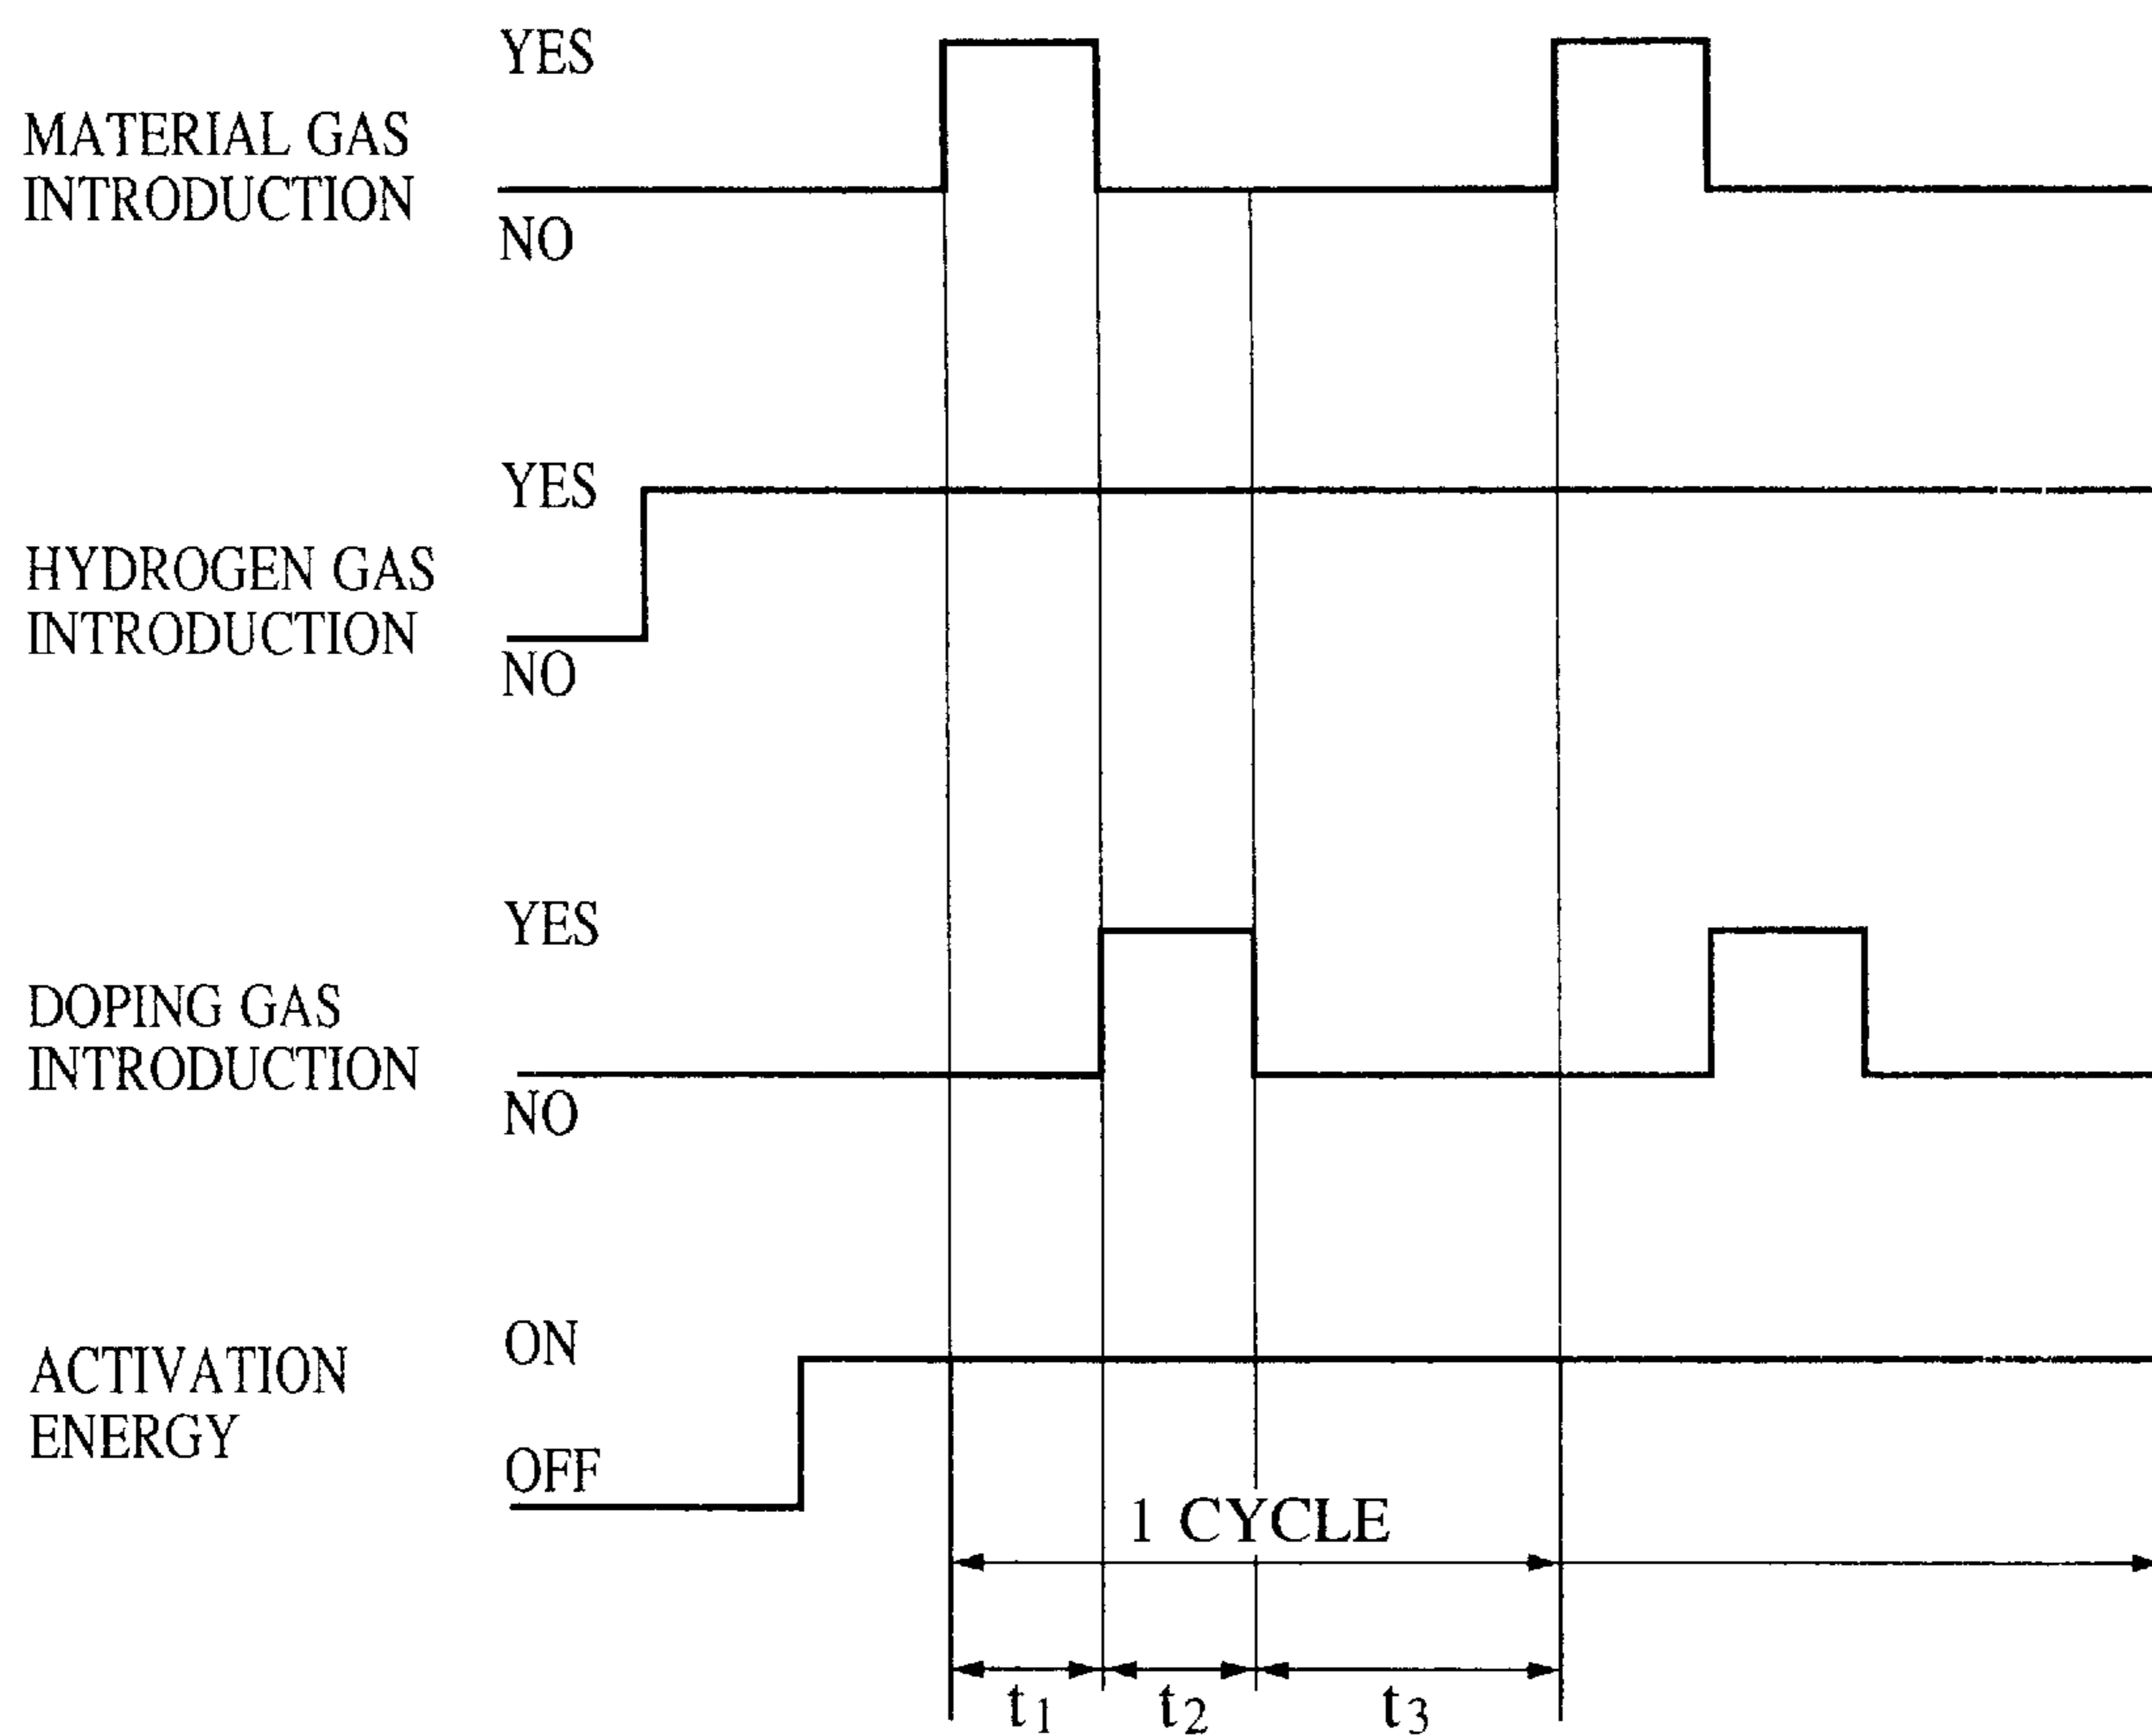 YES
MATERIAL GAS
INTRODUCTION
NO
YES
HYDROGEN GAS
INTRODUCTION
NO
YES
DOPING GAS
INTRODUCTION
NO
ON
ACTIVATION
ENERGY
OFF
1 CYCLE
t1 t2 t3